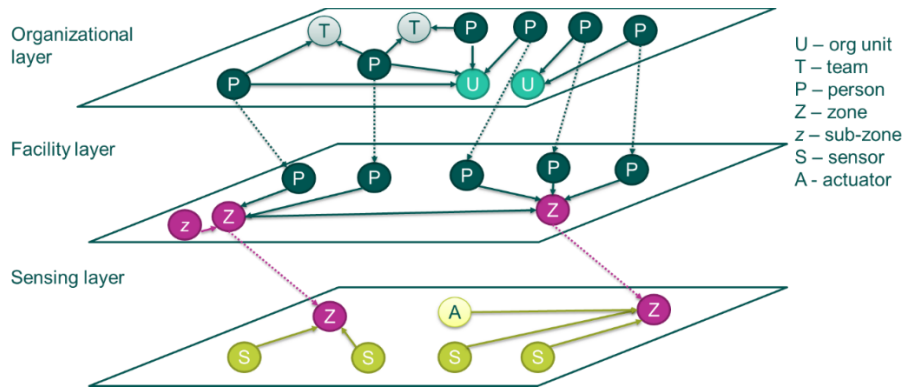 Organizational
layer
T T P P P P
P P U U
U – org unit
T – team
P – person
Z – zone
z – sub-zone
S – sensor
A - actuator
Facility layer
P P P P P
z Z Z
Sensing layer
Z A Z
S S S S